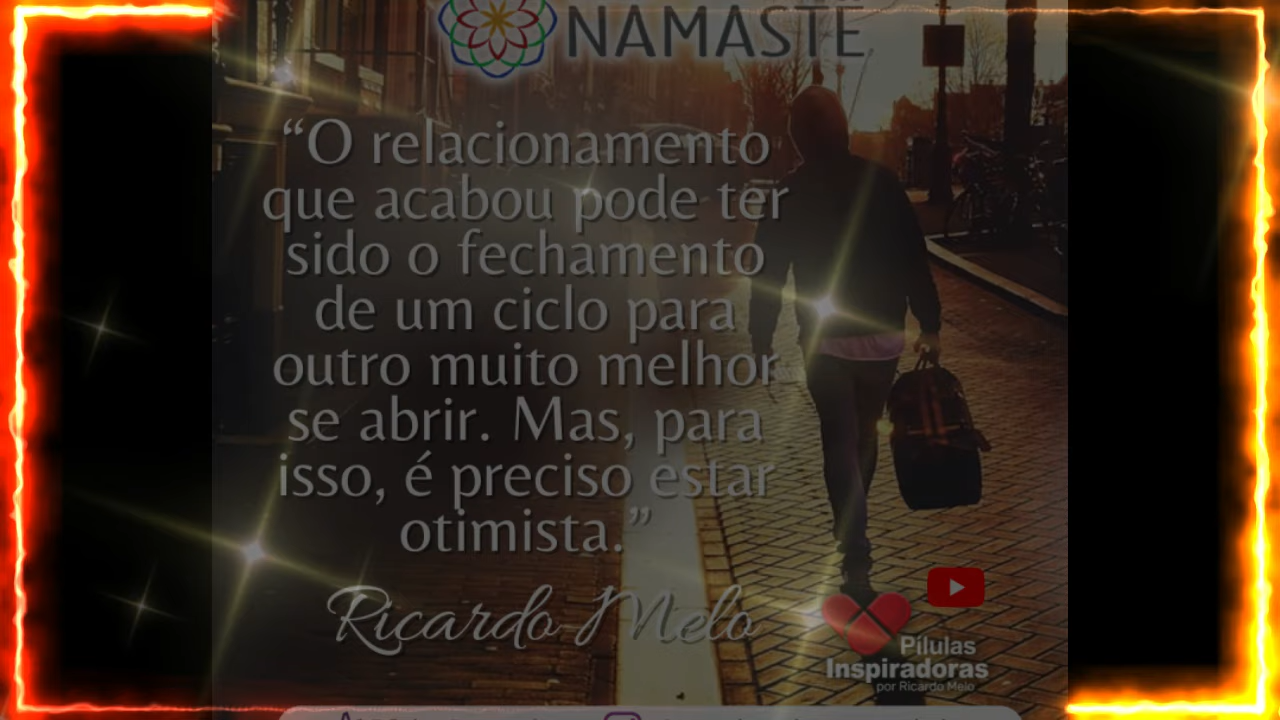 NAMASTÊ
“O relacionamento
que acabou pode ter
sido o fechamento
de um ciclo para
outro muito melhor
se abrir. Mas, para
isso, é preciso estar
otimista.”
Ricardo Melo
Pílulas
Inspiradoras
por Ricardo Melo